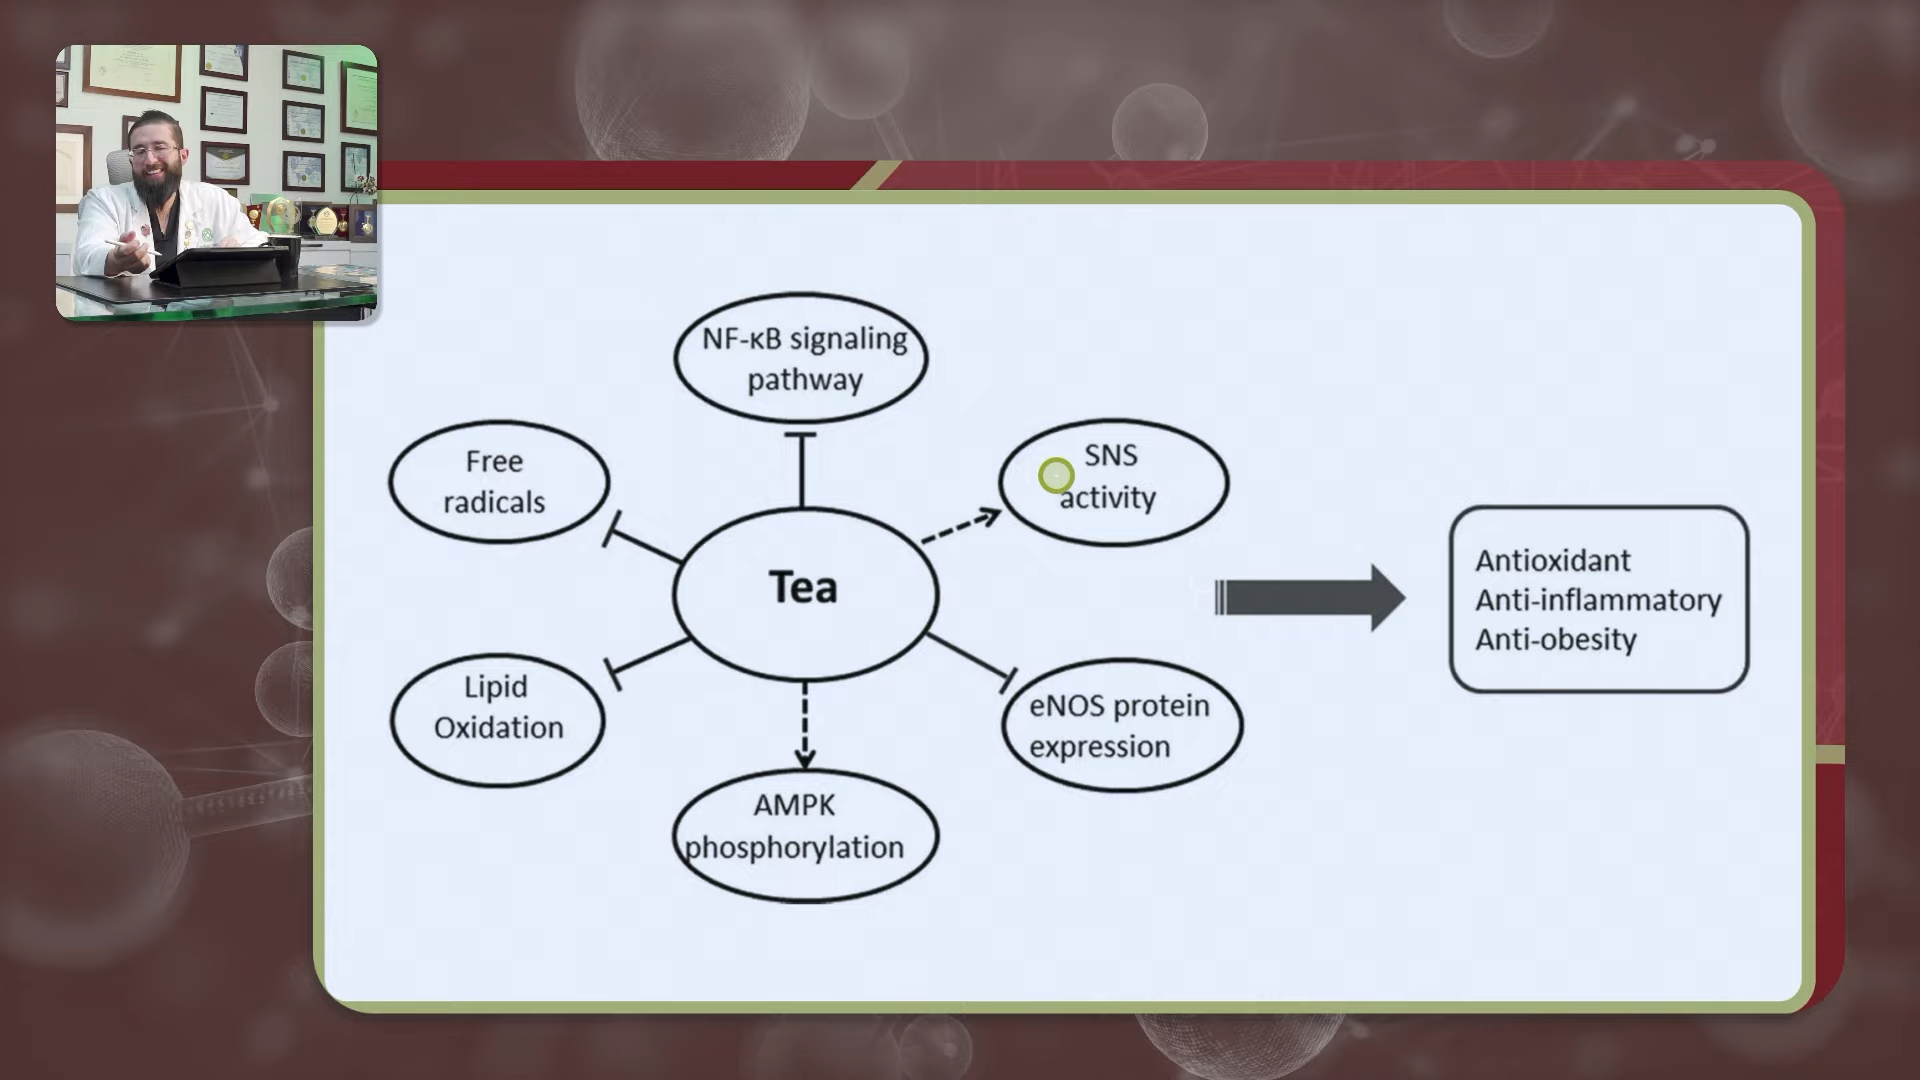 NF-κB signaling
pathway
Free
radicals
SNS
activity
Tea
Antioxidant
Anti-inflammatory
Anti-obesity
Lipid
Oxidation
eNOS protein
expression
AMPK
phosphorylation